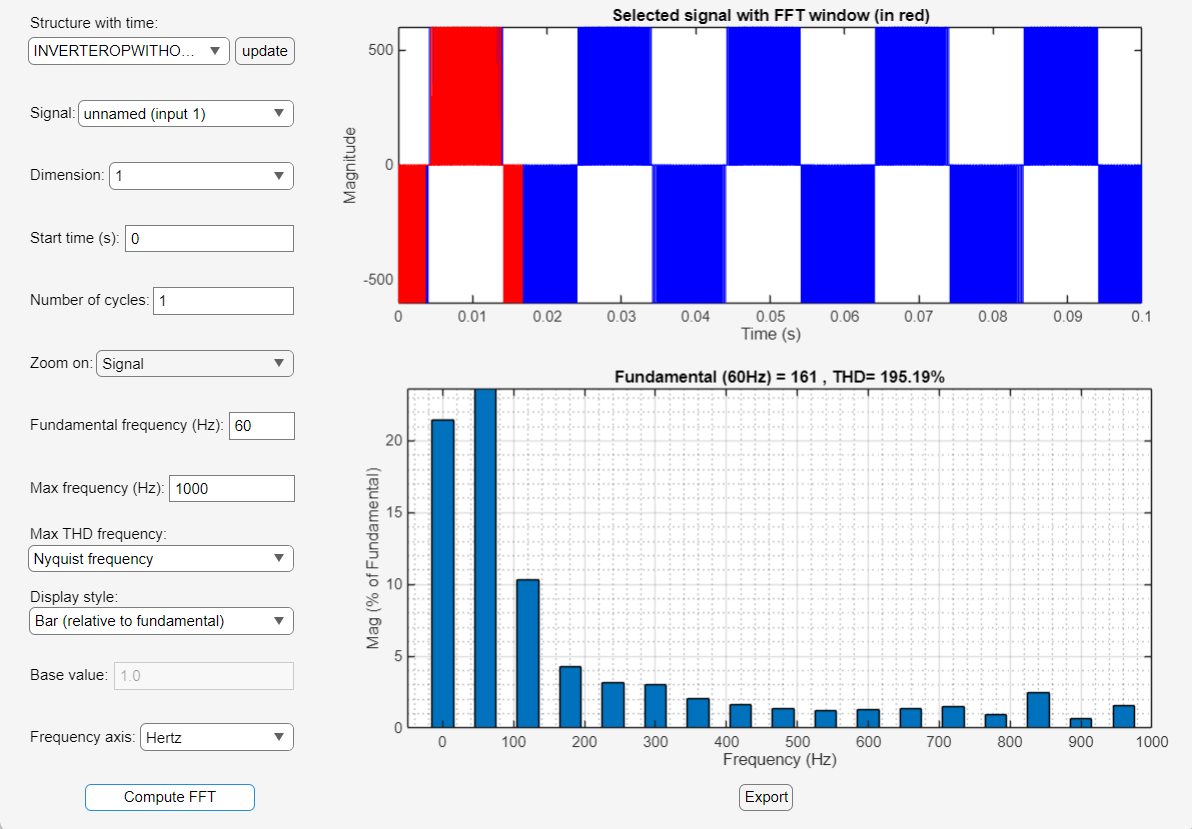 Structure with time:
INVERTEROPWITHO...
update
Signal: unnamed (input 1)
Dimension: 1
Start time (s): 0
Number of cycles: 1
Zoom on: Signal
Fundamental frequency (Hz): 60
Max frequency (Hz): 1000
Max THD frequency:
Nyquist frequency
Display style:
Bar (relative to fundamental)
Base value: 1.0
Frequency axis: Hertz
Compute FFT
Selected signal with FFT window (in red)
500
0
-500
Magnitude
0 0.01 0.02 0.03 0.04 0.05 0.06 0.07 0.08 0.09 0.1
Time (s)
Fundamental (60Hz) = 161 , THD= 195.19%
20
15
10
5
0
Mag (% of Fundamental)
0 100 200 300 400 500 600 700 800 900 1000
Frequency (Hz)
Export